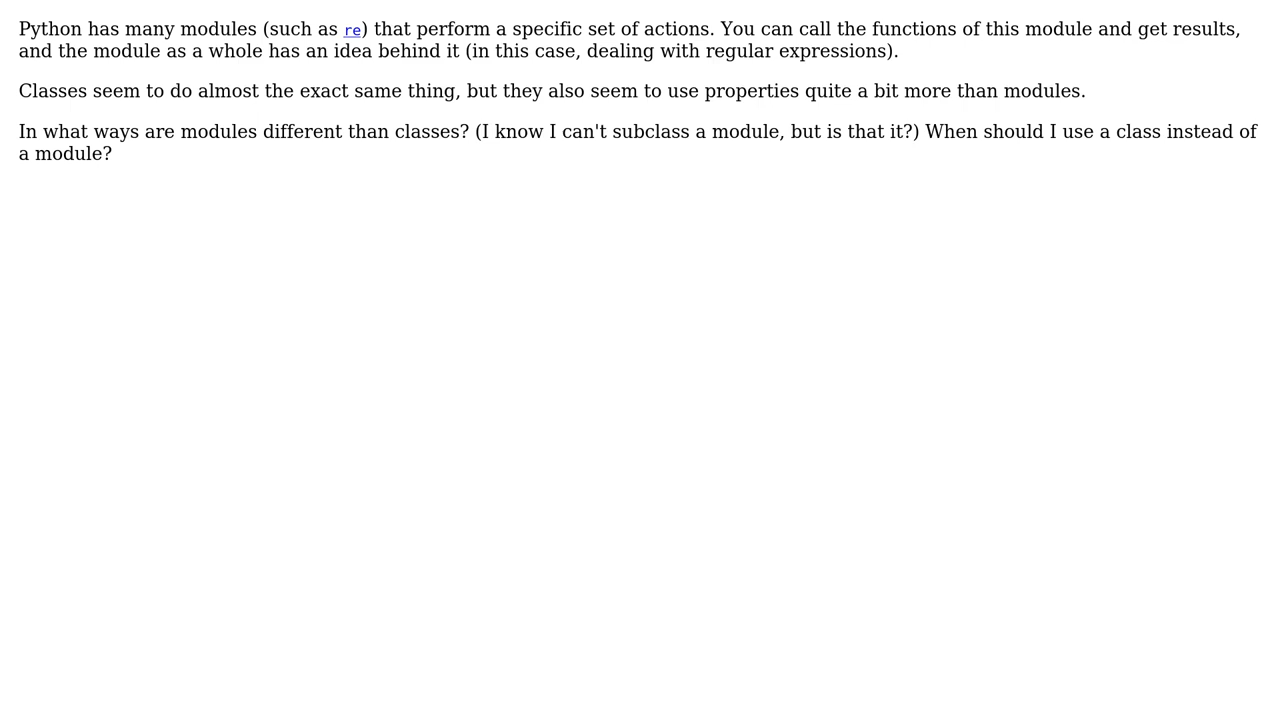 Python has many modules (such as re) that perform a specific set of actions. You can call the functions of this module and get results,
and the module as a whole has an idea behind it (in this case, dealing with regular expressions).
Classes seem to do almost the exact same thing, but they also seem to use properties quite a bit more than modules.
In what ways are modules different than classes? (I know I can't subclass a module, but is that it?) When should I use a class instead of
a module?